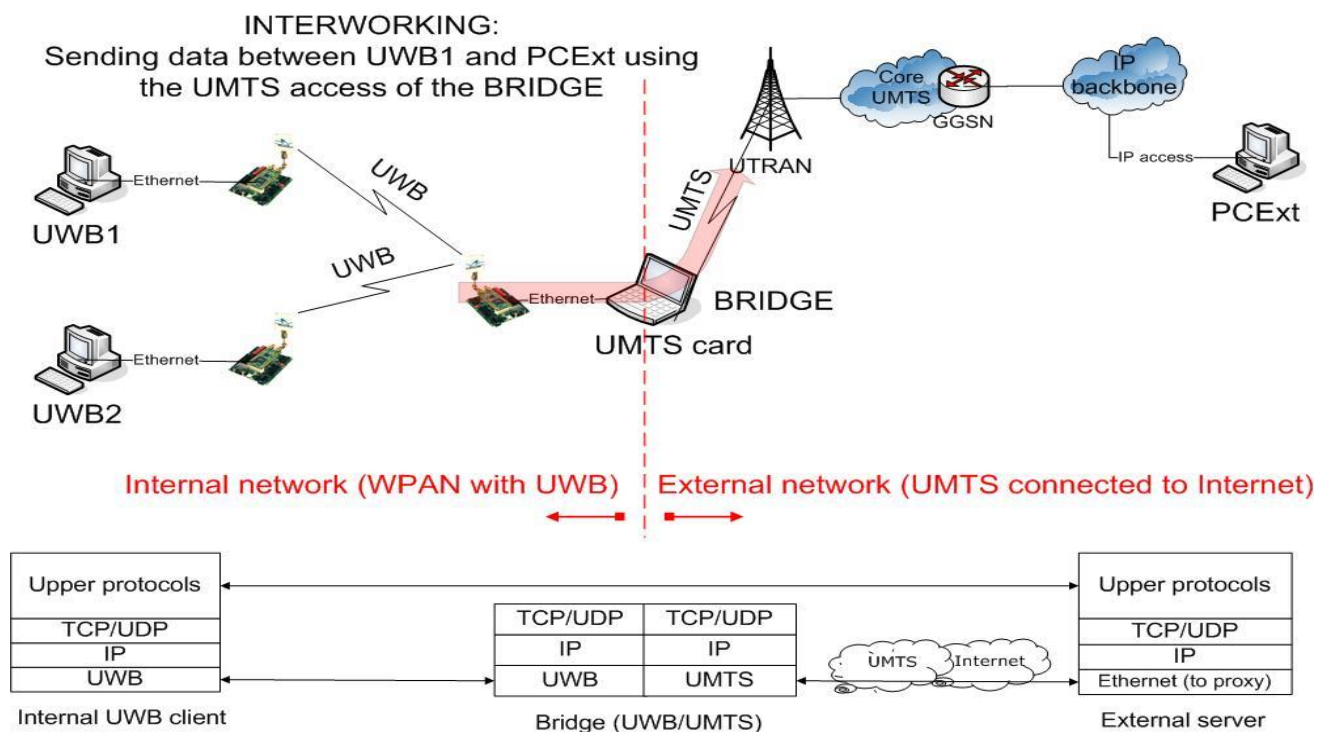 INTERWORKING:
Sending data between UWB1 and PCExt using
the UMTS access of the BRIDGE
Core
UMTS
GGSN
IP
backbone
UTRAN
IP access
PCExt
Ethernet
UWB
UWB1
UMTS
UWB
Ethernet
BRIDGE
UMTS card
Ethernet
UWB2
Internal network (WPAN with UWB)
External network (UMTS connected to Internet)
Upper protocols
TCP/UDP
IP
UWB
Internal UWB client
TCP/UDP
IP
UWB
TCP/UDP
IP
UMTS
Bridge (UWB/UMTS)
UMTS
Internet
Upper protocols
TCP/UDP
IP
Ethernet (to proxy)
External server